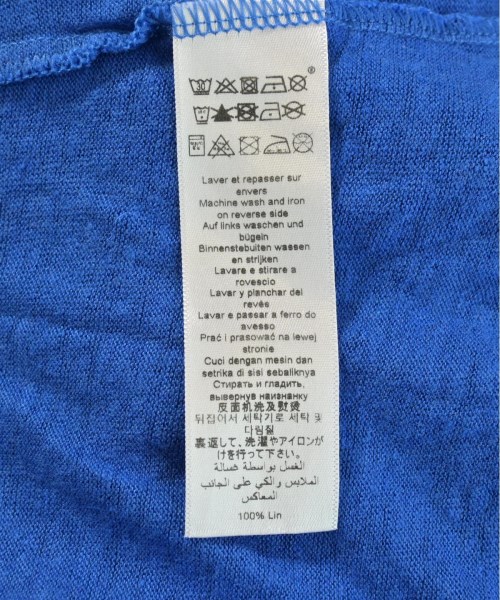 Laver et repasser sur
envers
Machine wash and iron
on reverse side
Auf links waschen und
bügeln
Binnenstebuiten wassen
en strijken
Lavare e stirare a
rovescio
Lavar y planchar del
revés
Lavar e passar a ferro do
avesso
Prać i prasować na lewej
stronie
Cuci dengan mesin dan
setrika di sisi sebaliknya
Стирать и гладить,
вывернув наизнанку
反面机洗及熨烫
뒤집어서 세탁기로 세탁 및
다림질
裏返して、洗濯やアイロンが
けを行って下さい。
الغسل بواسطة غسالة
الملابس والكي على الجانب
المعاكس
100% Lin